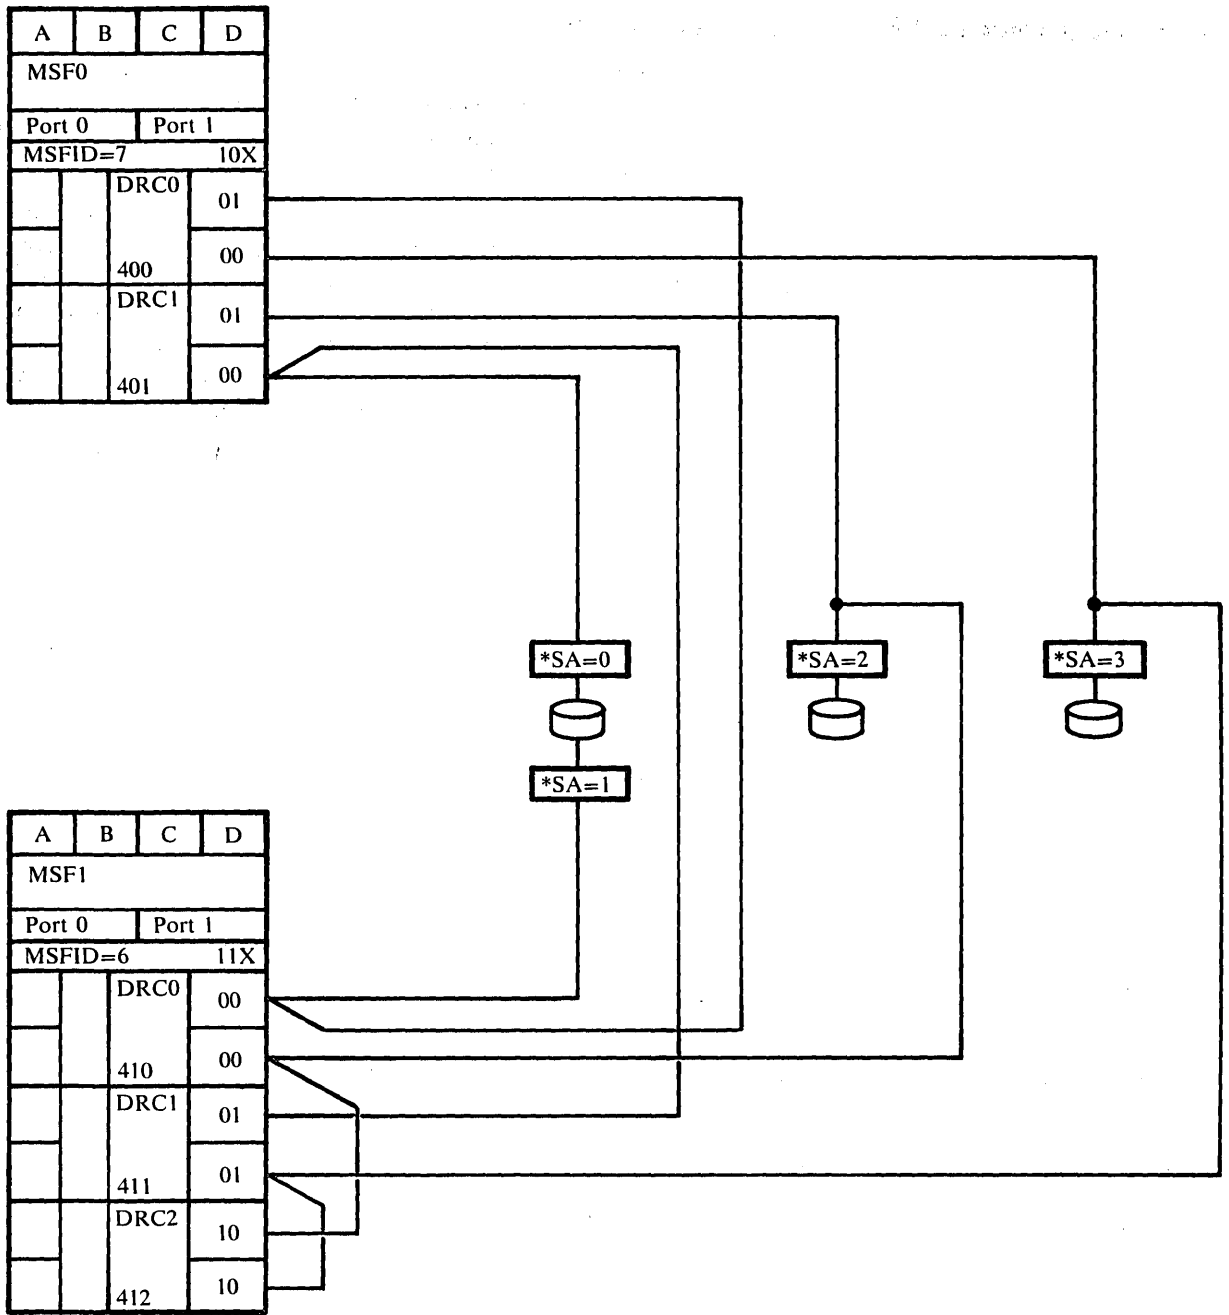 A B C D
MSF0
Port 0 Port 1
MSFID=7 10X
DRC0 01
400 00
DRC1 01
401 00
*SA=0 *SA=2 *SA=3
*SA=1
A B C D
MSF1
Port 0 Port 1
MSFID=6 11X
DRC0 00
410 00
DRC1 01
411 01
DRC2 10
412 10